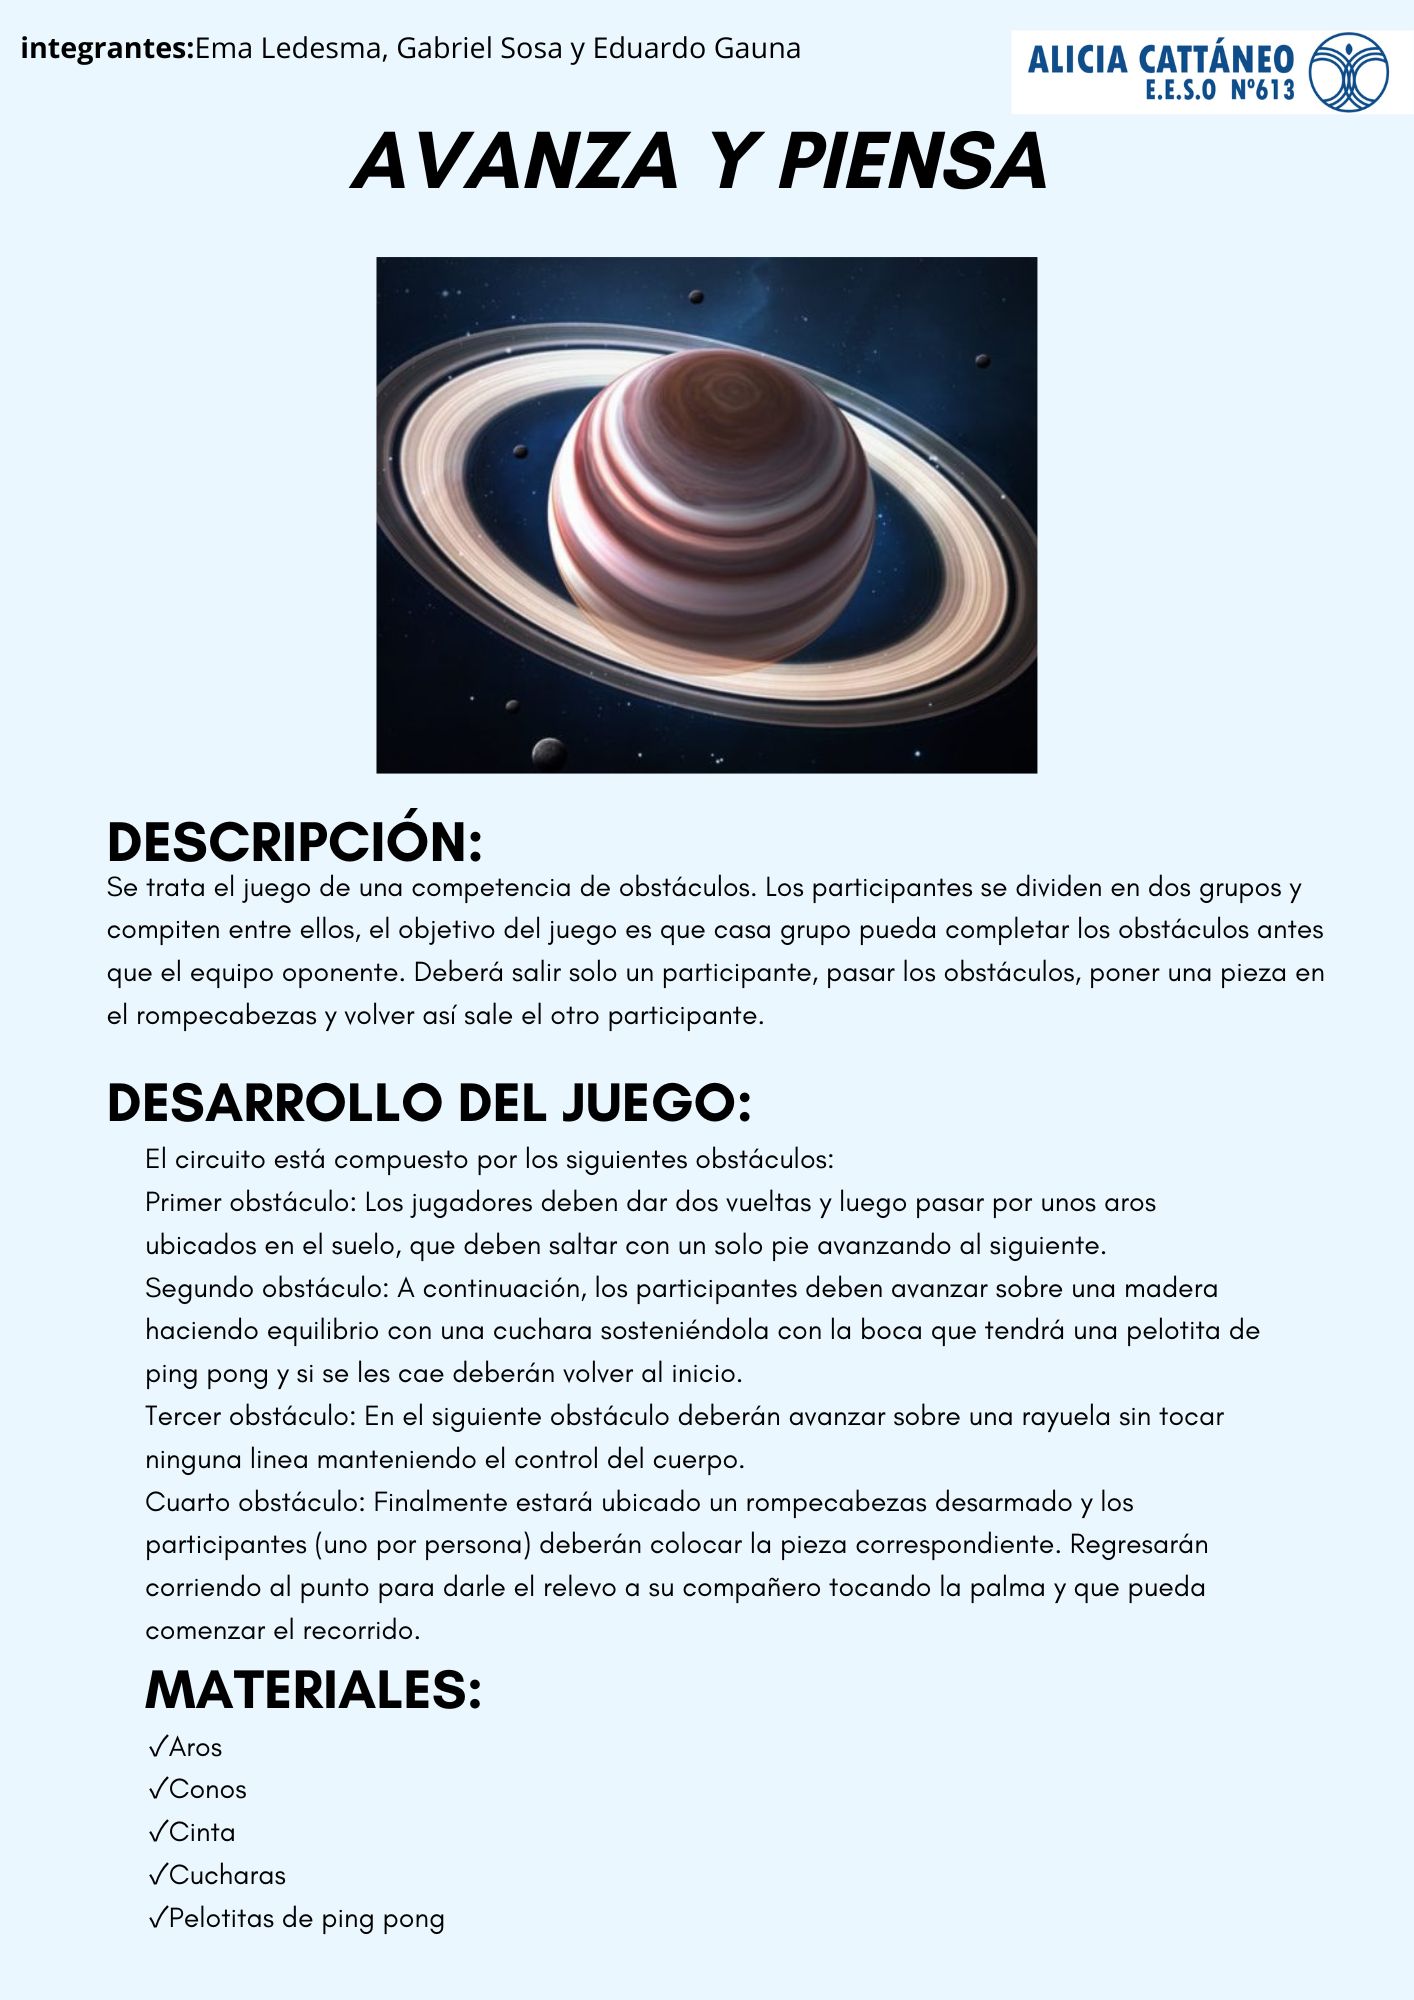 integrantes:Ema Ledesma, Gabriel Sosa y Eduardo Gauna
ALICIA CATTÁNEO
E.E.S.O Nº613
AVANZA Y PIENSA
DESCRIPCIÓN:
Se trata el juego de una competencia de obstáculos. Los participantes se dividen en dos grupos y
compiten entre ellos, el objetivo del juego es que casa grupo pueda completar los obstáculos antes
que el equipo oponente. Deberá salir solo un participante, pasar los obstáculos, poner una pieza en
el rompecabezas y volver así sale el otro participante.
DESARROLLO DEL JUEGO:
El circuito está compuesto por los siguientes obstáculos:
Primer obstáculo: Los jugadores deben dar dos vueltas y luego pasar por unos aros
ubicados en el suelo, que deben saltar con un solo pie avanzando al siguiente.
Segundo obstáculo: A continuación, los participantes deben avanzar sobre una madera
haciendo equilibrio con una cuchara sosteniéndola con la boca que tendrá una pelotita de
ping pong y si se les cae deberán volver al inicio.
Tercer obstáculo: En el siguiente obstáculo deberán avanzar sobre una rayuela sin tocar
ninguna linea manteniendo el control del cuerpo.
Cuarto obstáculo: Finalmente estará ubicado un rompecabezas desarmado y los
participantes (uno por persona) deberán colocar la pieza correspondiente. Regresarán
corriendo al punto para darle el relevo a su compañero tocando la palma y que pueda
comenzar el recorrido.
MATERIALES:
✓Aros
✓Conos
✓Cinta
✓Cucharas
✓Pelotitas de ping pong